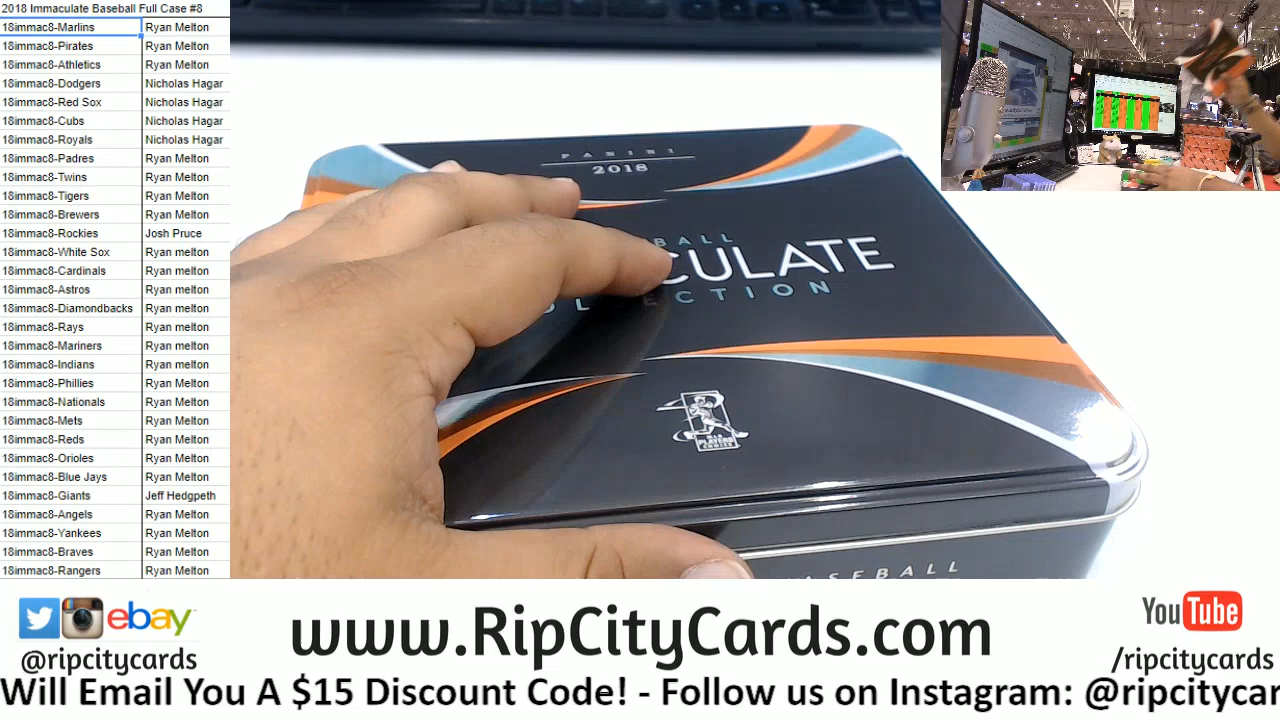 2018 Immaculate Baseball Full Case #8
18immac8-Marlins Ryan Melton
18immac8-Pirates Ryan Melton
18immac8-Athletics Ryan Melton
18immac8-Dodgers Nicholas Hagar
18immac8-Red Sox Nicholas Hagar
18immac8-Cubs Nicholas Hagar
18immac8-Royals Nicholas Hagar
18immac8-Padres Ryan Melton
18immac8-Twins Ryan Melton
18immac8-Tigers Ryan Melton
18immac8-Brewers Ryan Melton
18immac8-Rockies Josh Pruce
18immac8-White Sox Ryan melton
18immac8-Cardinals Ryan melton
18immac8-Astros Ryan melton
18immac8-Diamondbacks Ryan melton
18immac8-Rays Ryan melton
18immac8-Mariners Ryan melton
18immac8-Indians Ryan melton
18immac8-Phillies Ryan Melton
18immac8-Nationals Ryan Melton
18immac8-Mets Ryan Melton
18immac8-Reds Ryan Melton
18immac8-Orioles Ryan Melton
18immac8-Blue Jays Ryan Melton
18immac8-Giants Jeff Hedgpeth
18immac8-Angels Ryan Melton
18immac8-Yankees Ryan Melton
18immac8-Braves Ryan Melton
18immac8-Rangers Ryan Melton
PANINI
2018
BALL
CULATE
ECTION
PLAYERS
CHOICE
BASEBALL
ebay
@ripcitycards
www.RipCityCards.com
YouTube
/ripcitycards
Will Email You A $15 Discount Code! - Follow us on Instagram: @ripcitycar